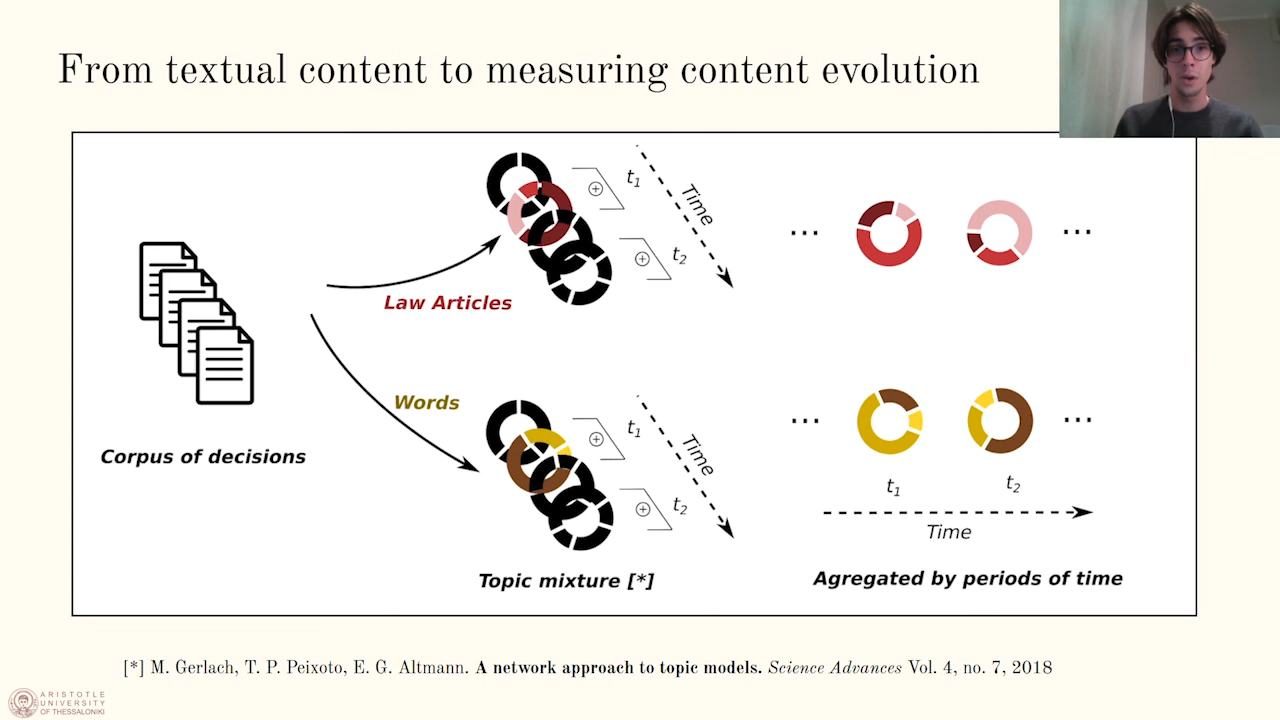 From textual content to measuring content evolution
t1
Time
t2
Law Articles
... ...
Words
Corpus of decisions
t1
Time
t2
... ...
t1 t2
Time
Topic mixture [*]
Agregated by periods of time
[*] M. Gerlach, T. P. Peixoto, E. G. Altmann. A network approach to topic models. Science Advances Vol. 4, no. 7, 2018
ARISTOTLE
UNIVERSITY
OF THESSALONIKI